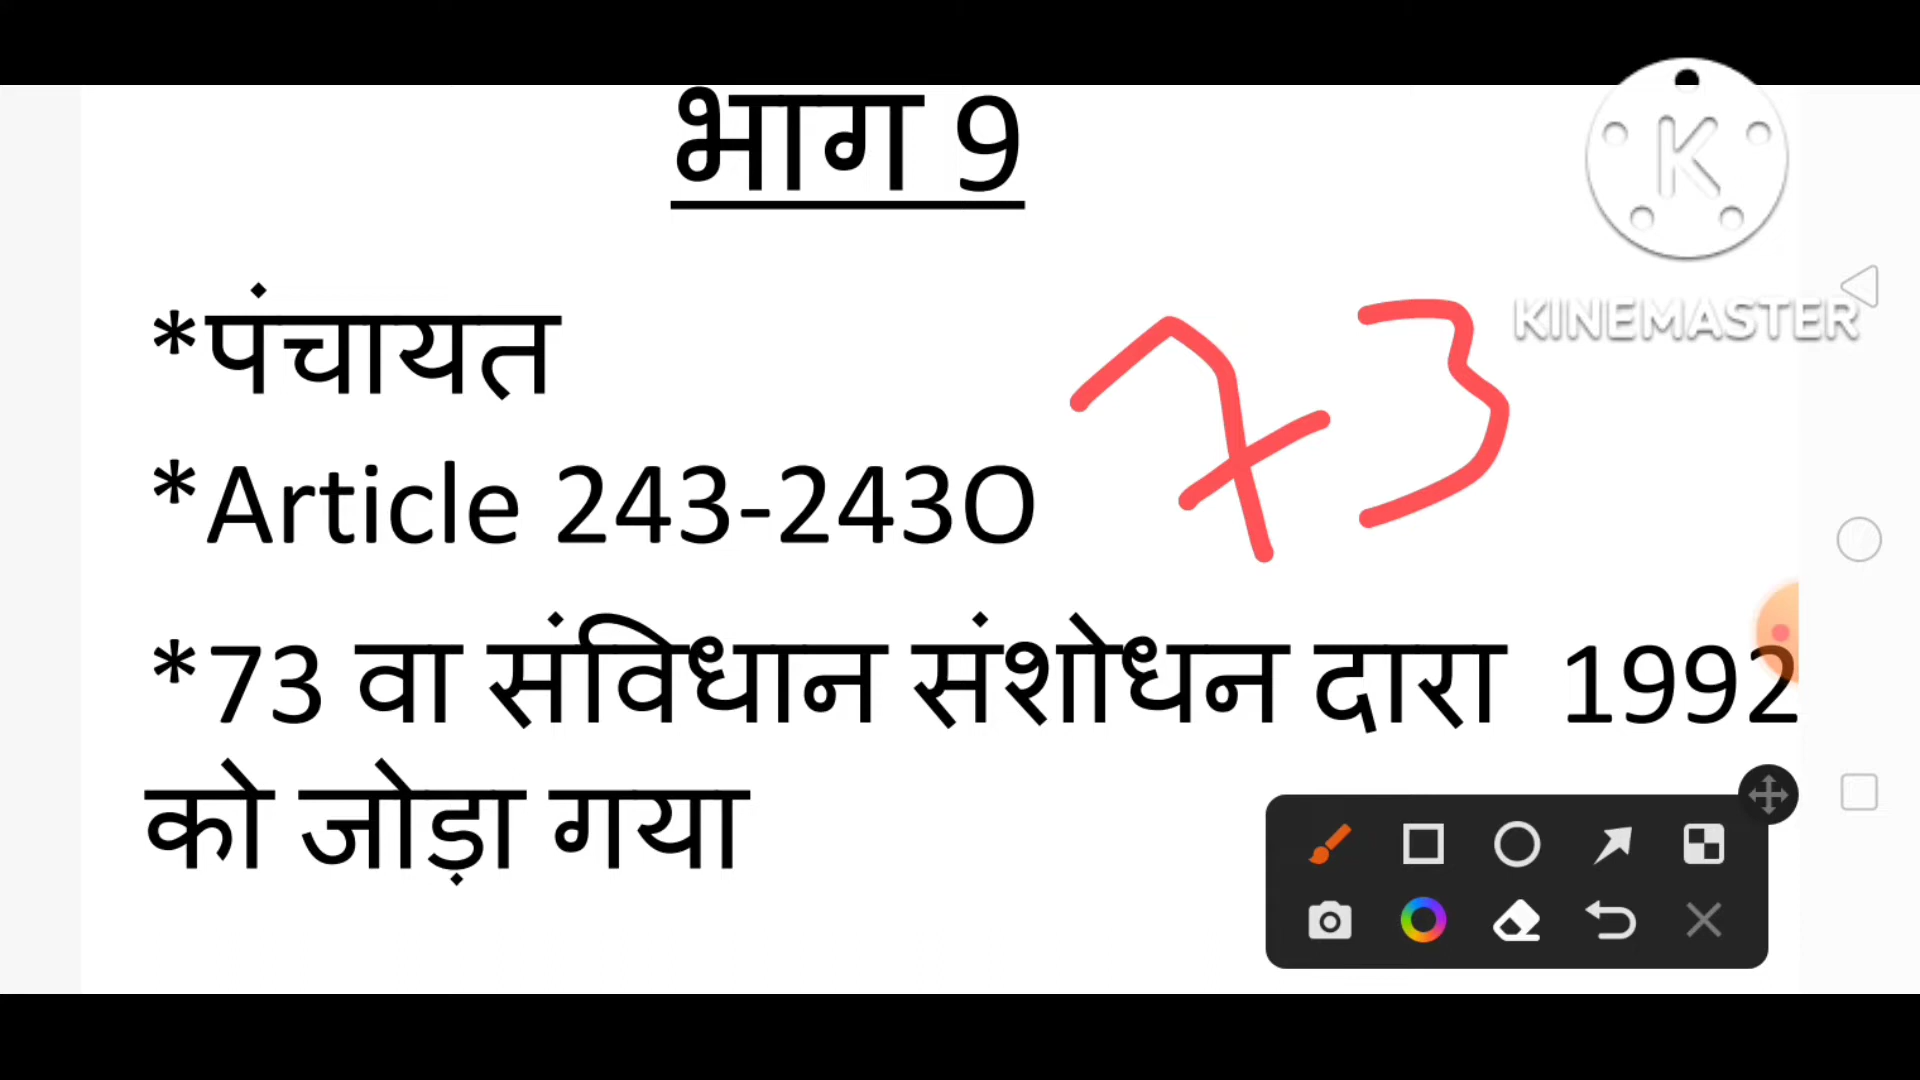 भाग 9
K
KINEMASTER
*पंचायत
73
*Article 243-243O
*73 वा संविधान संशोधन दारा 1992
को जोड़ा गया